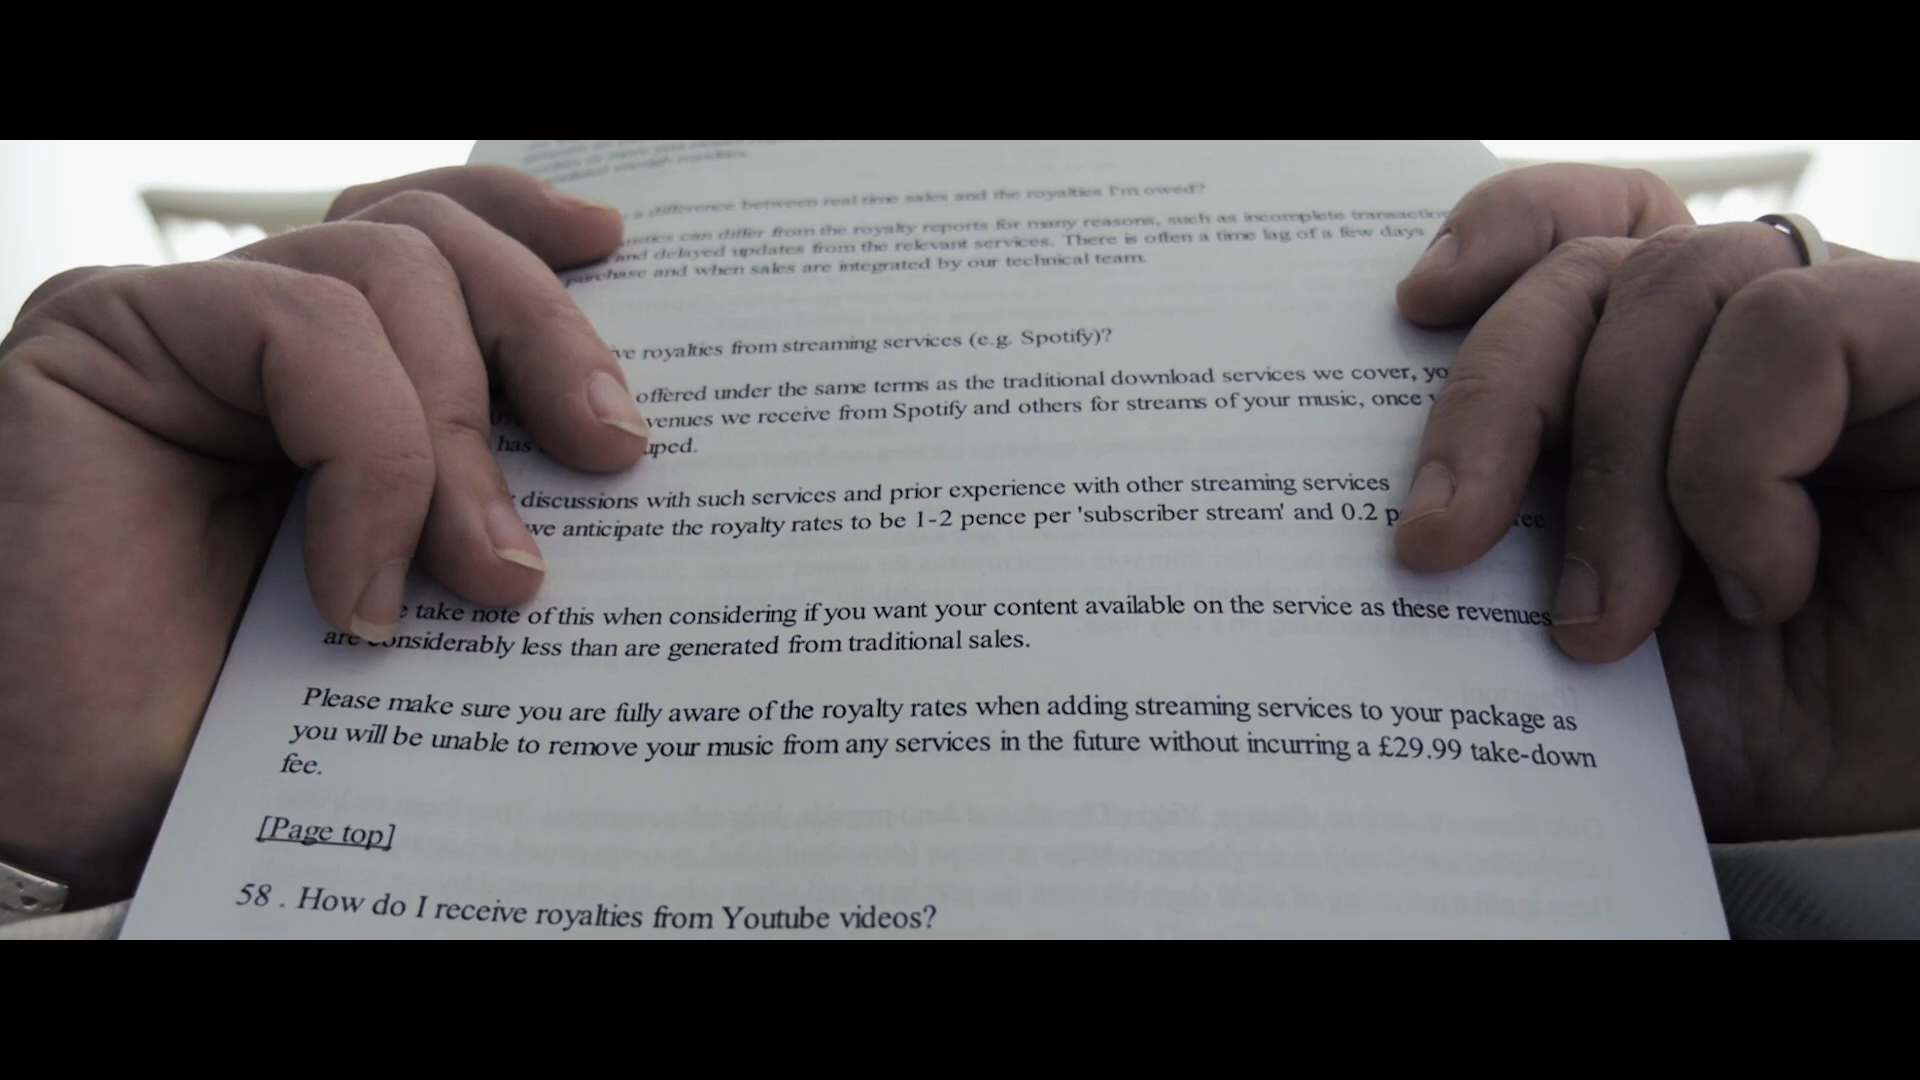 difference between real time sales and the royalties I'm owed?
can differ from the royalty reports for many reasons, such as incomplete
and delayed updates from the relevant services. There is often a time lag of a few days
purchase and when sales are integrated by our technical team.
royalties from streaming services (e.g. Spotify)?
offered under the same terms as the traditional download services we cover,
we receive from Spotify and others for streams of your music, once
has
discussions with such services and prior experience with other streaming services
we anticipate the royalty rates to be 1-2 pence per 'subscriber stream' and 0.2
take note of this when considering if you want your content available on the service as these revenues
are considerably less than are generated from traditional sales.
Please make sure you are fully aware of the royalty rates when adding streaming services to your package as
you will be unable to remove your music from any services in the future without incurring a £29.99 take-down
fee.
[Page top]
58 . How do I receive royalties from Youtube videos?